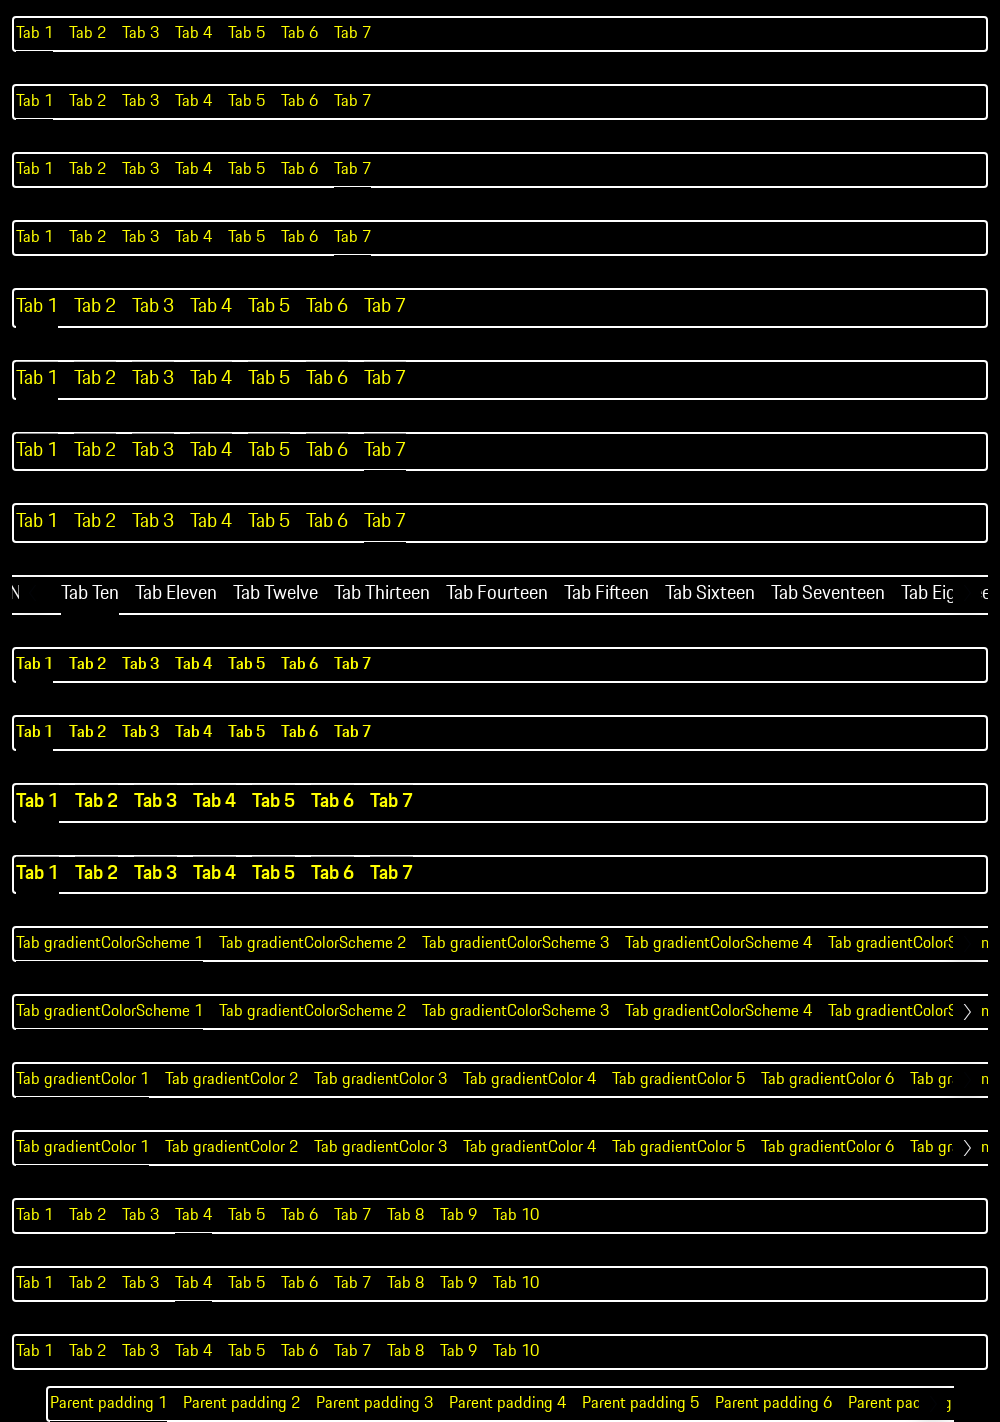 Tab 1 Tab 2 Tab 3 Tab 4 Tab 5 Tab 6 Tab 7
Tab 1 Tab 2 Tab 3 Tab 4 Tab 5 Tab 6 Tab 7
Tab 1 Tab 2 Tab 3 Tab 4 Tab 5 Tab 6 Tab 7
Tab 1 Tab 2 Tab 3 Tab 4 Tab 5 Tab 6 Tab 7
Tab 1 Tab 2 Tab 3 Tab 4 Tab 5 Tab 6 Tab 7
Tab 1 Tab 2 Tab 3 Tab 4 Tab 5 Tab 6 Tab 7
Tab 1 Tab 2 Tab 3 Tab 4 Tab 5 Tab 6 Tab 7
Tab 1 Tab 2 Tab 3 Tab 4 Tab 5 Tab 6 Tab 7
Tab Ten Tab Eleven Tab Twelve Tab Thirteen Tab Fourteen Tab Fifteen Tab Sixteen Tab Seventeen Tab Eig
Tab 1 Tab 2 Tab 3 Tab 4 Tab 5 Tab 6 Tab 7
Tab 1 Tab 2 Tab 3 Tab 4 Tab 5 Tab 6 Tab 7
Tab 1 Tab 2 Tab 3 Tab 4 Tab 5 Tab 6 Tab 7
Tab 1 Tab 2 Tab 3 Tab 4 Tab 5 Tab 6 Tab 7
Tab gradientColorScheme 1 Tab gradientColorScheme 2 Tab gradientColorScheme 3 Tab gradientColorScheme 4 Tab gradientColorS
Tab gradientColorScheme 1 Tab gradientColorScheme 2 Tab gradientColorScheme 3 Tab gradientColorScheme 4 Tab gradientColorS
Tab gradientColor 1 Tab gradientColor 2 Tab gradientColor 3 Tab gradientColor 4 Tab gradientColor 5 Tab gradientColor 6 Tab gr
Tab gradientColor 1 Tab gradientColor 2 Tab gradientColor 3 Tab gradientColor 4 Tab gradientColor 5 Tab gradientColor 6 Tab gr
Tab 1 Tab 2 Tab 3 Tab 4 Tab 5 Tab 6 Tab 7 Tab 8 Tab 9 Tab 10
Tab 1 Tab 2 Tab 3 Tab 4 Tab 5 Tab 6 Tab 7 Tab 8 Tab 9 Tab 10
Tab 1 Tab 2 Tab 3 Tab 4 Tab 5 Tab 6 Tab 7 Tab 8 Tab 9 Tab 10
Parent padding 1 Parent padding 2 Parent padding 3 Parent padding 4 Parent padding 5 Parent padding 6 Parent pac